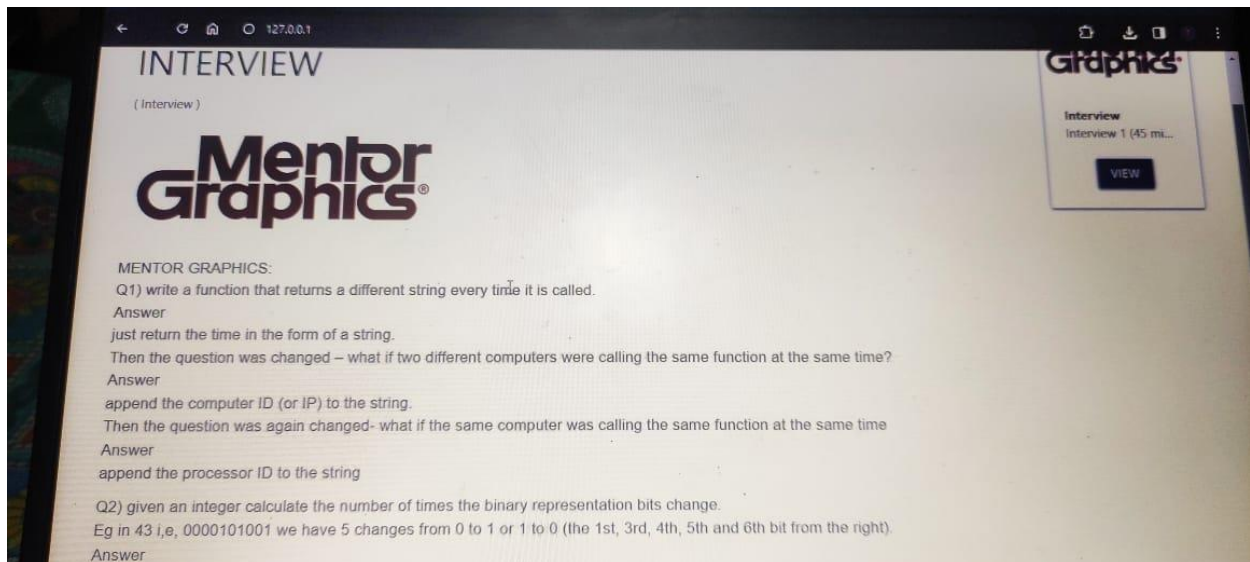 127.0.0.1
INTERVIEW
( Interview )
Mentor
Graphics®
Graphics
Interview
Interview 1 (45 mi...
VIEW
MENTOR GRAPHICS:
Q1) write a function that returns a different string every time it is called.
Answer
just return the time in the form of a string.
Then the question was changed – what if two different computers were calling the same function at the same time?
Answer
append the computer ID (or IP) to the string.
Then the question was again changed- what if the same computer was calling the same function at the same time
Answer
append the processor ID to the string
Q2) given an integer calculate the number of times the binary representation bits change.
Eg in 43 i,e, 0000101001 we have 5 changes from 0 to 1 or 1 to 0 (the 1st, 3rd, 4th, 5th and 6th bit from the right)
Answer